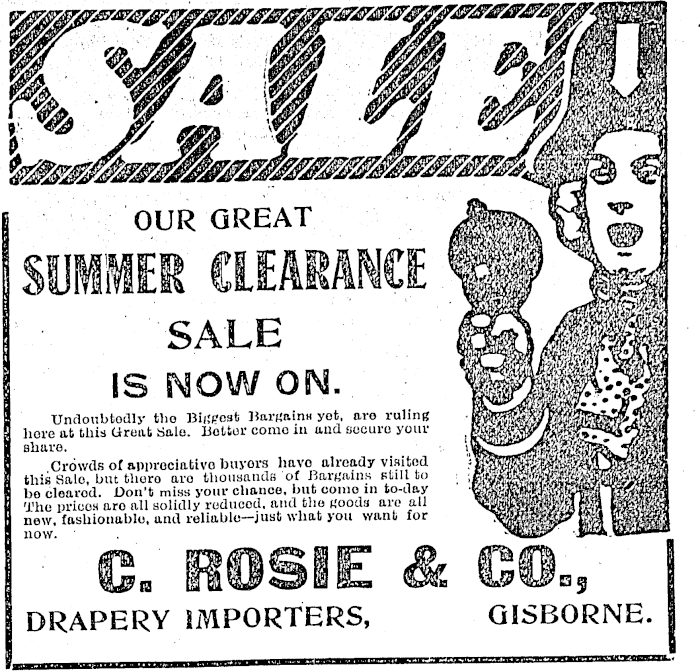 SALE
OUR GREAT
SUMMER CLEARANCE
SALE
IS NOW ON.
Undoubtedly the Biggest Bargains yet, are ruling
here at this Great Sale. Better come in and secure your
share.
Crowds of appreciative buyers have already visited
this Sale, but there are thousands of Bargains still to
be cleared. Don't miss your chance, but come in to-day
The prices are all solidly reduced, and the goods are all
new, fashionable, and reliable—just what you want for
now.
C. ROSIE & CO.,
DRAPERY IMPORTERS, GISBORNE.